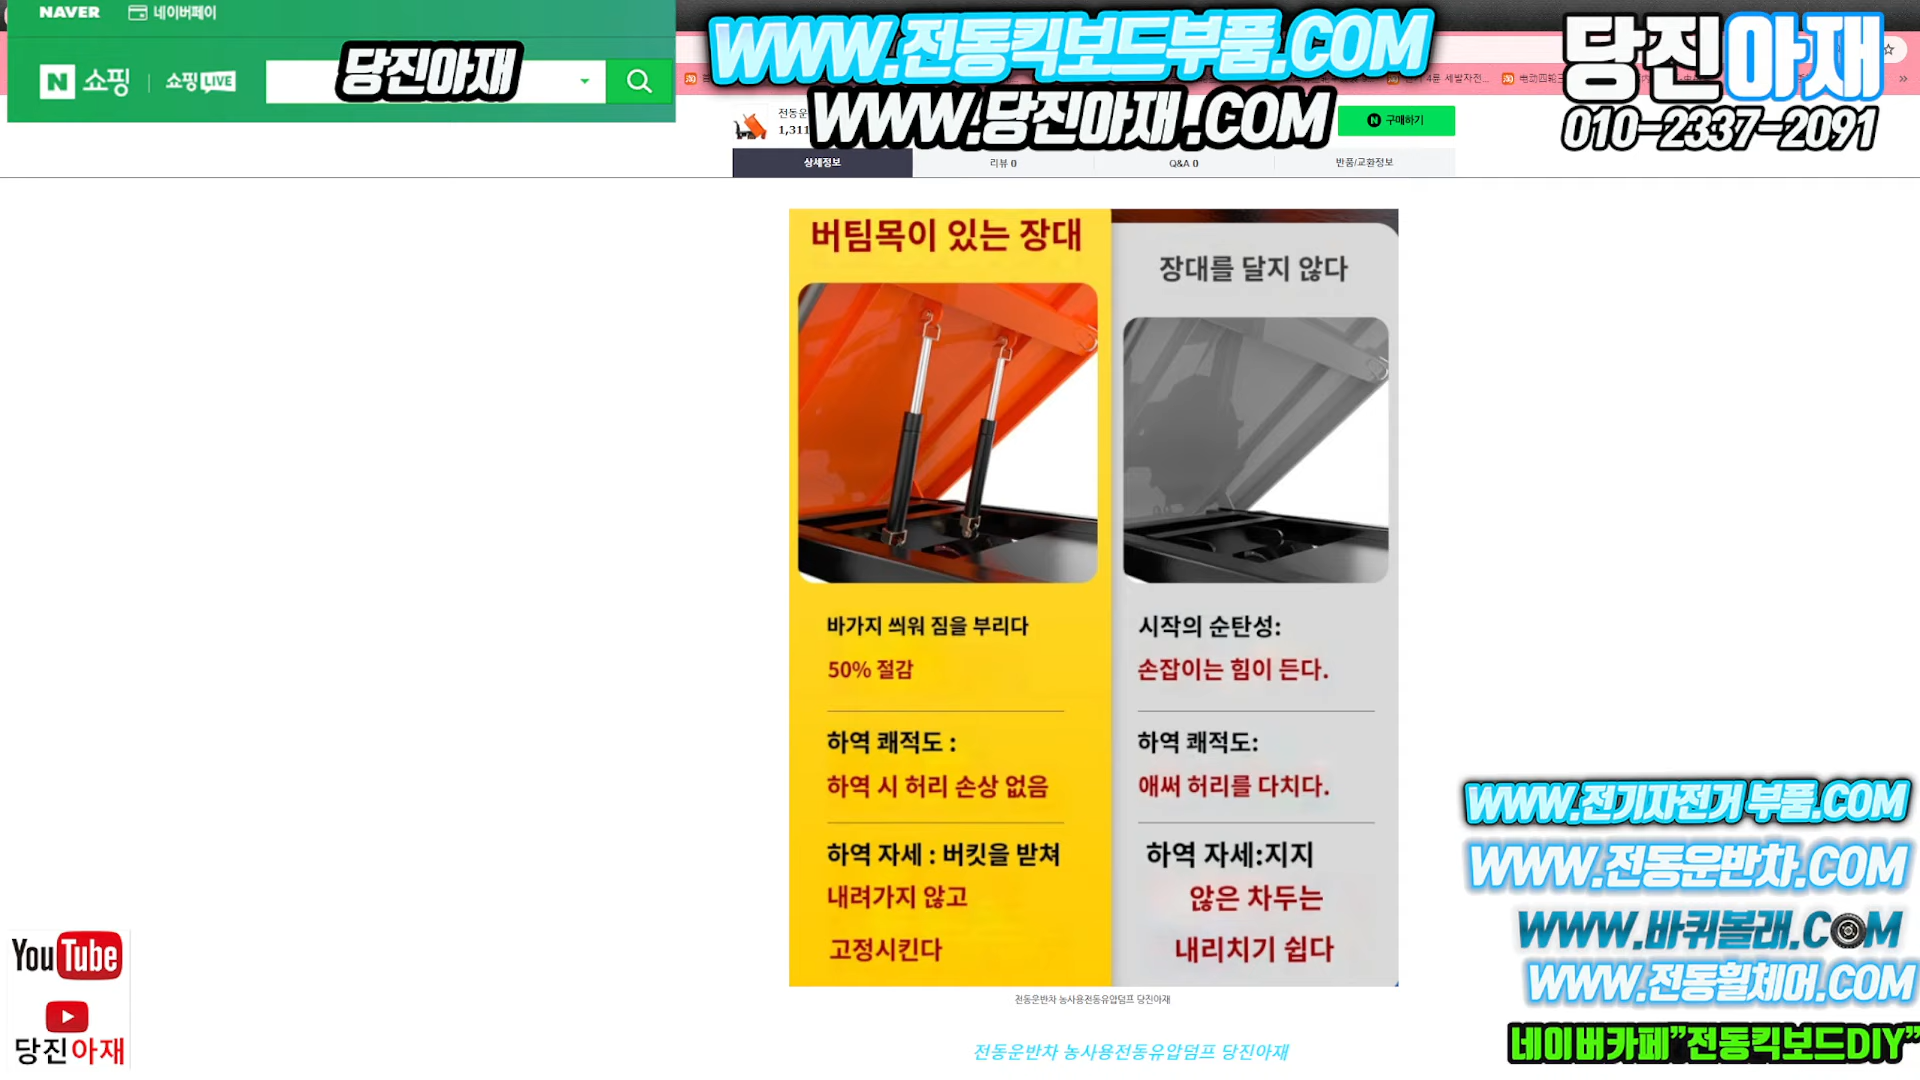 NAVER 네이버페이
N 쇼핑 쇼핑LIVE
당진아재
WWW.전동킥보드부품.COM
WWW.당진아재.COM
당진아재
010-2337-2091
전동운
1,311
N 구매하기
상세정보 리뷰 0 Q&A 0 반품/교환정보
버팀목이 있는 장대
바가지 씌워 짐을 부리다
50% 절감
하역 쾌적도 :
하역 시 허리 손상 없음
하역 자세 : 버킷을 받쳐
내려가지 않고
고정시킨다
장대를 달지 않다
시작의 순탄성:
손잡이는 힘이 든다.
하역 쾌적도:
애써 허리를 다치다.
하역 자세:지지
않은 차두는
내리치기 쉽다
전동운반차 농사용전동유압덤프 당진아재
전동운반차 농사용전동유압덤프 당진아재
WWW.전기자전거 부품.COM
WWW.전동운반차.COM
WWW.바퀴볼래.COM
WWW.전동휠체어.COM
네이버카페"전동킥보드DIY"
YouTube
당진아재